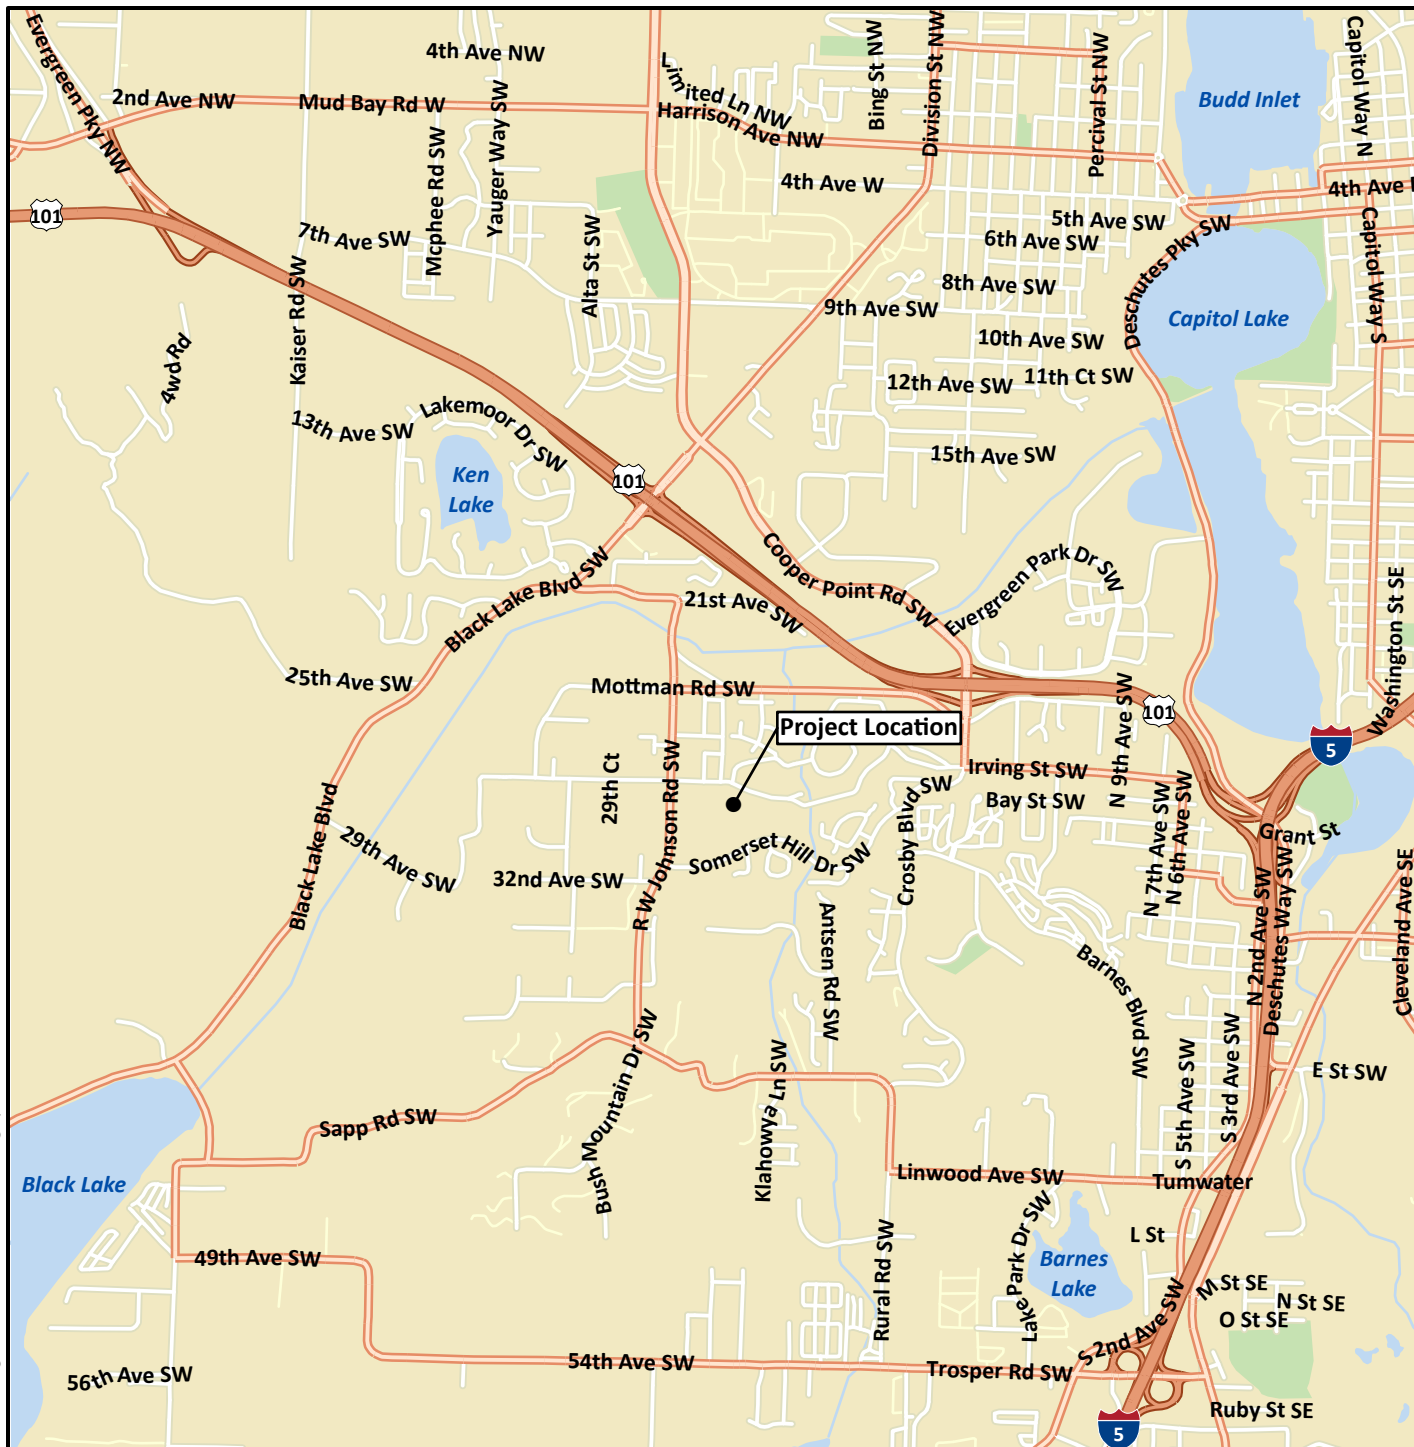 Evergreen Pky NW
4th Ave NW
Limited Ln NW
Bing St NW
Division St NW
Percival St NW
Budd Inlet
Capitol Way N
2nd Ave NW
Mud Bay Rd W
Harrison Ave NW
Mcphee Rd SW
Yauger Way SW
4th Ave W
4th Ave
101
7th Ave SW
Alta St SW
5th Ave SW
6th Ave SW
Deschutes Pky SW
Capitol Way S
Kaiser Rd SW
8th Ave SW
9th Ave SW
Capitol Lake
10th Ave SW
4wd Rd
12th Ave SW
11th Ct SW
13th Ave SW
Lakemoor Dr SW
15th Ave SW
Ken
Lake
101
Cooper Point Rd SW
Evergreen Park Dr SW
Black Lake Blvd SW
21st Ave SW
Washington St SE
25th Ave SW
Mottman Rd SW
N 9th Ave SW
101
Project Location
5
29th Ct
R W Johnson Rd SW
Irving St SW
Bay St SW
Crosby Blvd SW
N 7th Ave SW
N 6th Ave SW
Black Lake Blvd
29th Ave SW
Somerset Hill Dr SW
Grant St
32nd Ave SW
N 2nd Ave SW
Deschutes Way SW
Cleveland Ave SE
Antsen Rd SW
Barnes Blvd SW
Bush Mountain Dr SW
Klahowya Ln SW
S 5th Ave SW
S 3rd Ave SW
E St SW
Sapp Rd SW
Black Lake
Linwood Ave SW
Tumwater
Lake Park Dr SW
L St
49th Ave SW
Rural Rd SW
Barnes
Lake
M St SE
N St SE
O St SE
S 2nd Ave SW
54th Ave SW
Trosper Rd SW
56th Ave SW
Ruby St SE
5